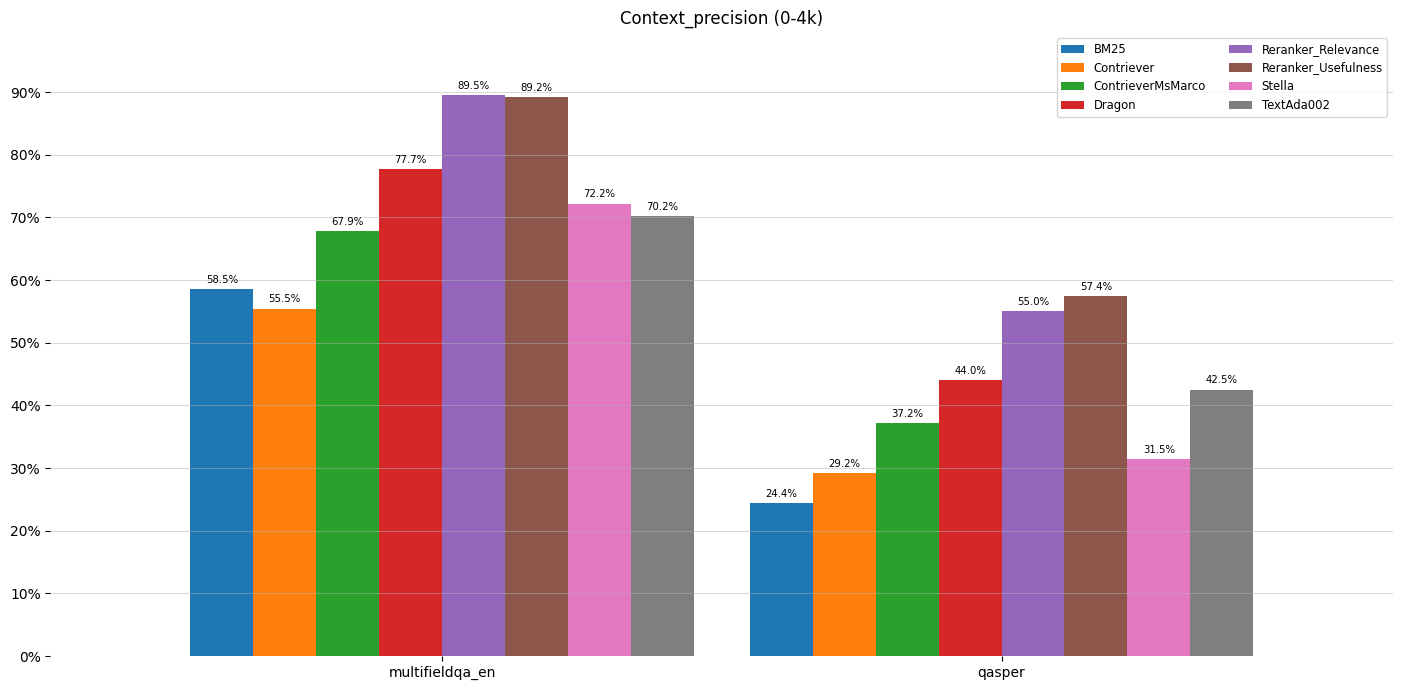 Context_precision (0-4k)
BM25
Contriever
ContrieverMsMarco
Dragon
Reranker_Relevance
Reranker_Usefulness
Stella
TextAda002
90%
80%
70%
60%
50%
40%
30%
20%
10%
0%
58.5%
55.5%
67.9%
77.7%
89.5%
89.2%
72.2%
70.2%
24.4%
29.2%
37.2%
44.0%
55.0%
57.4%
31.5%
42.5%
multifieldqa_en
qasper